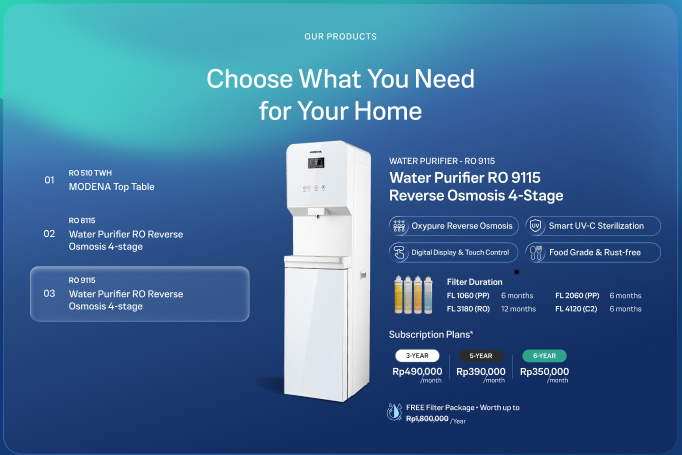 OUR PRODUCTS
Choose What You Need
for Your Home
01
RO 510 TWH
MODENA Top Table
02
RO 8115
Water Purifier RO Reverse
Osmosis 4-stage
03
RO 9115
Water Purifier RO Reverse
Osmosis 4-stage
MODENA
WATER PURIFIER - RO 9115
Water Purifier RO 9115
Reverse Osmosis 4-Stage
Oxypure Reverse Osmosis
UV Smart UV-C Sterilization
Digital Display & Touch Control
Food Grade & Rust-free
Filter Duration
FL 1060 (PP) 6 months FL 2060 (PP) 6 months
FL 3180 (RO) 12 months FL 4120 (C2) 6 months
Subscription Plans*
3-YEAR 5-YEAR 6-YEAR
Rp490,000 Rp390,000 Rp350,000
/month /month /month
FREE Filter Package • Worth up to
Rp1,800,000 /Year